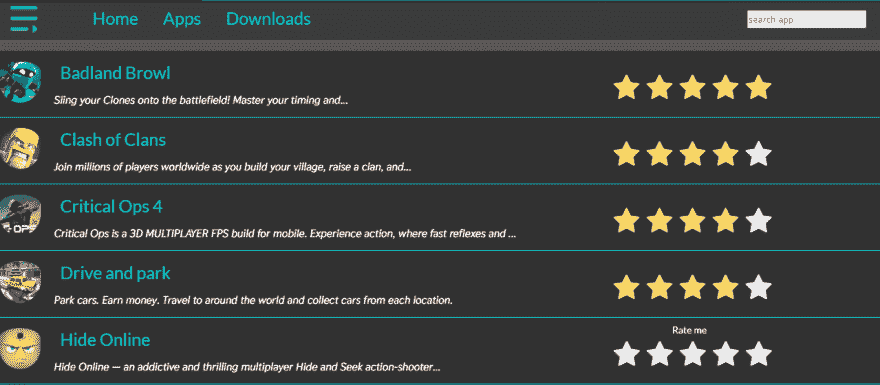 Home Apps Downloads search app
Badland Browl
Sling your Clones onto the battlefield! Master your timing and...
Clash of Clans
Join millions of players worldwide as you build your village, raise a clan, and...
Critical Ops 4
Critical Ops is a 3D MULTIPLAYER FPS build for mobile. Experience action, where fast reflexes and ...
OPS
Drive and park
Park cars. Earn money. Travel to around the world and collect cars from each location.
Rate me
Hide Online
Hide Online — an addictive and thrilling multiplayer Hide and Seek action-shooter...